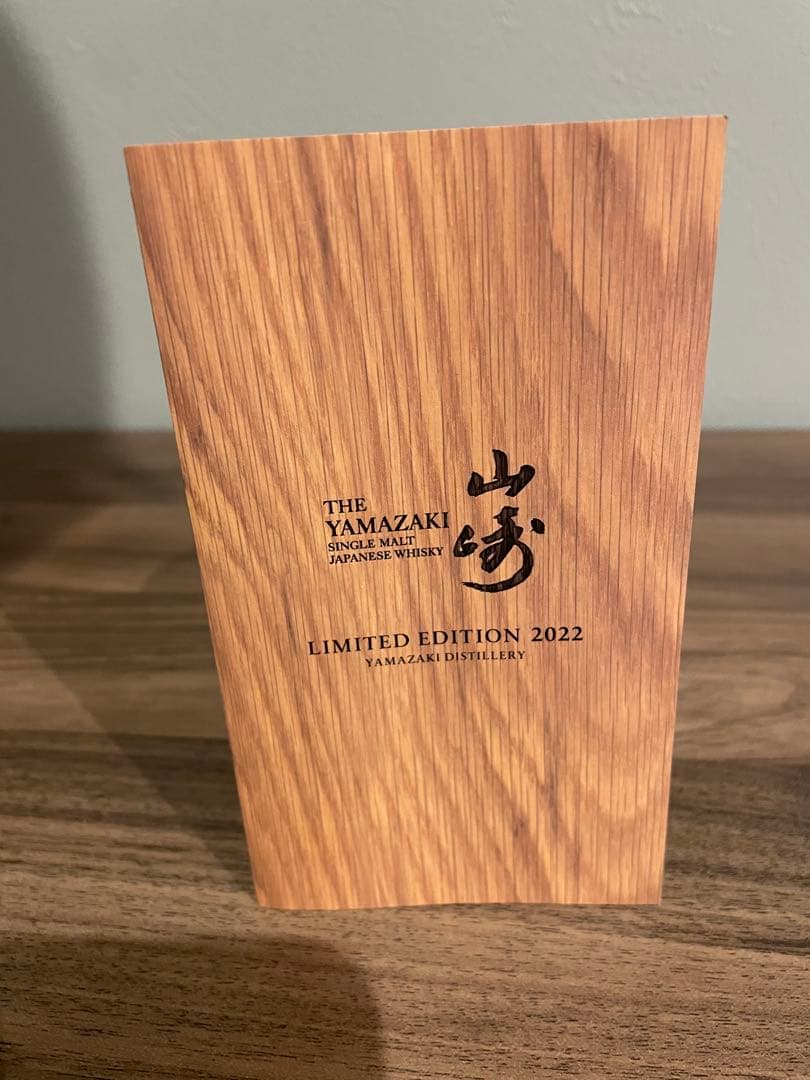 THE
YAMAZAKI
SINGLE MALT
JAPANESE WHISKY
山崎
LIMITED EDITION 2022
YAMAZAKI DISTILLERY